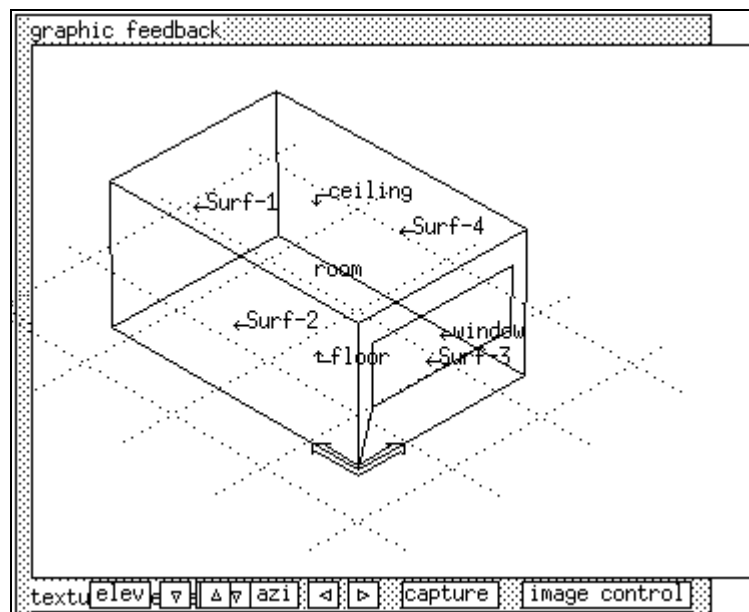 graphic feedback
Surf-1
ceiling
Surf-4
room
Surf-2
window
floor
Surf-3
elev azi capture image control